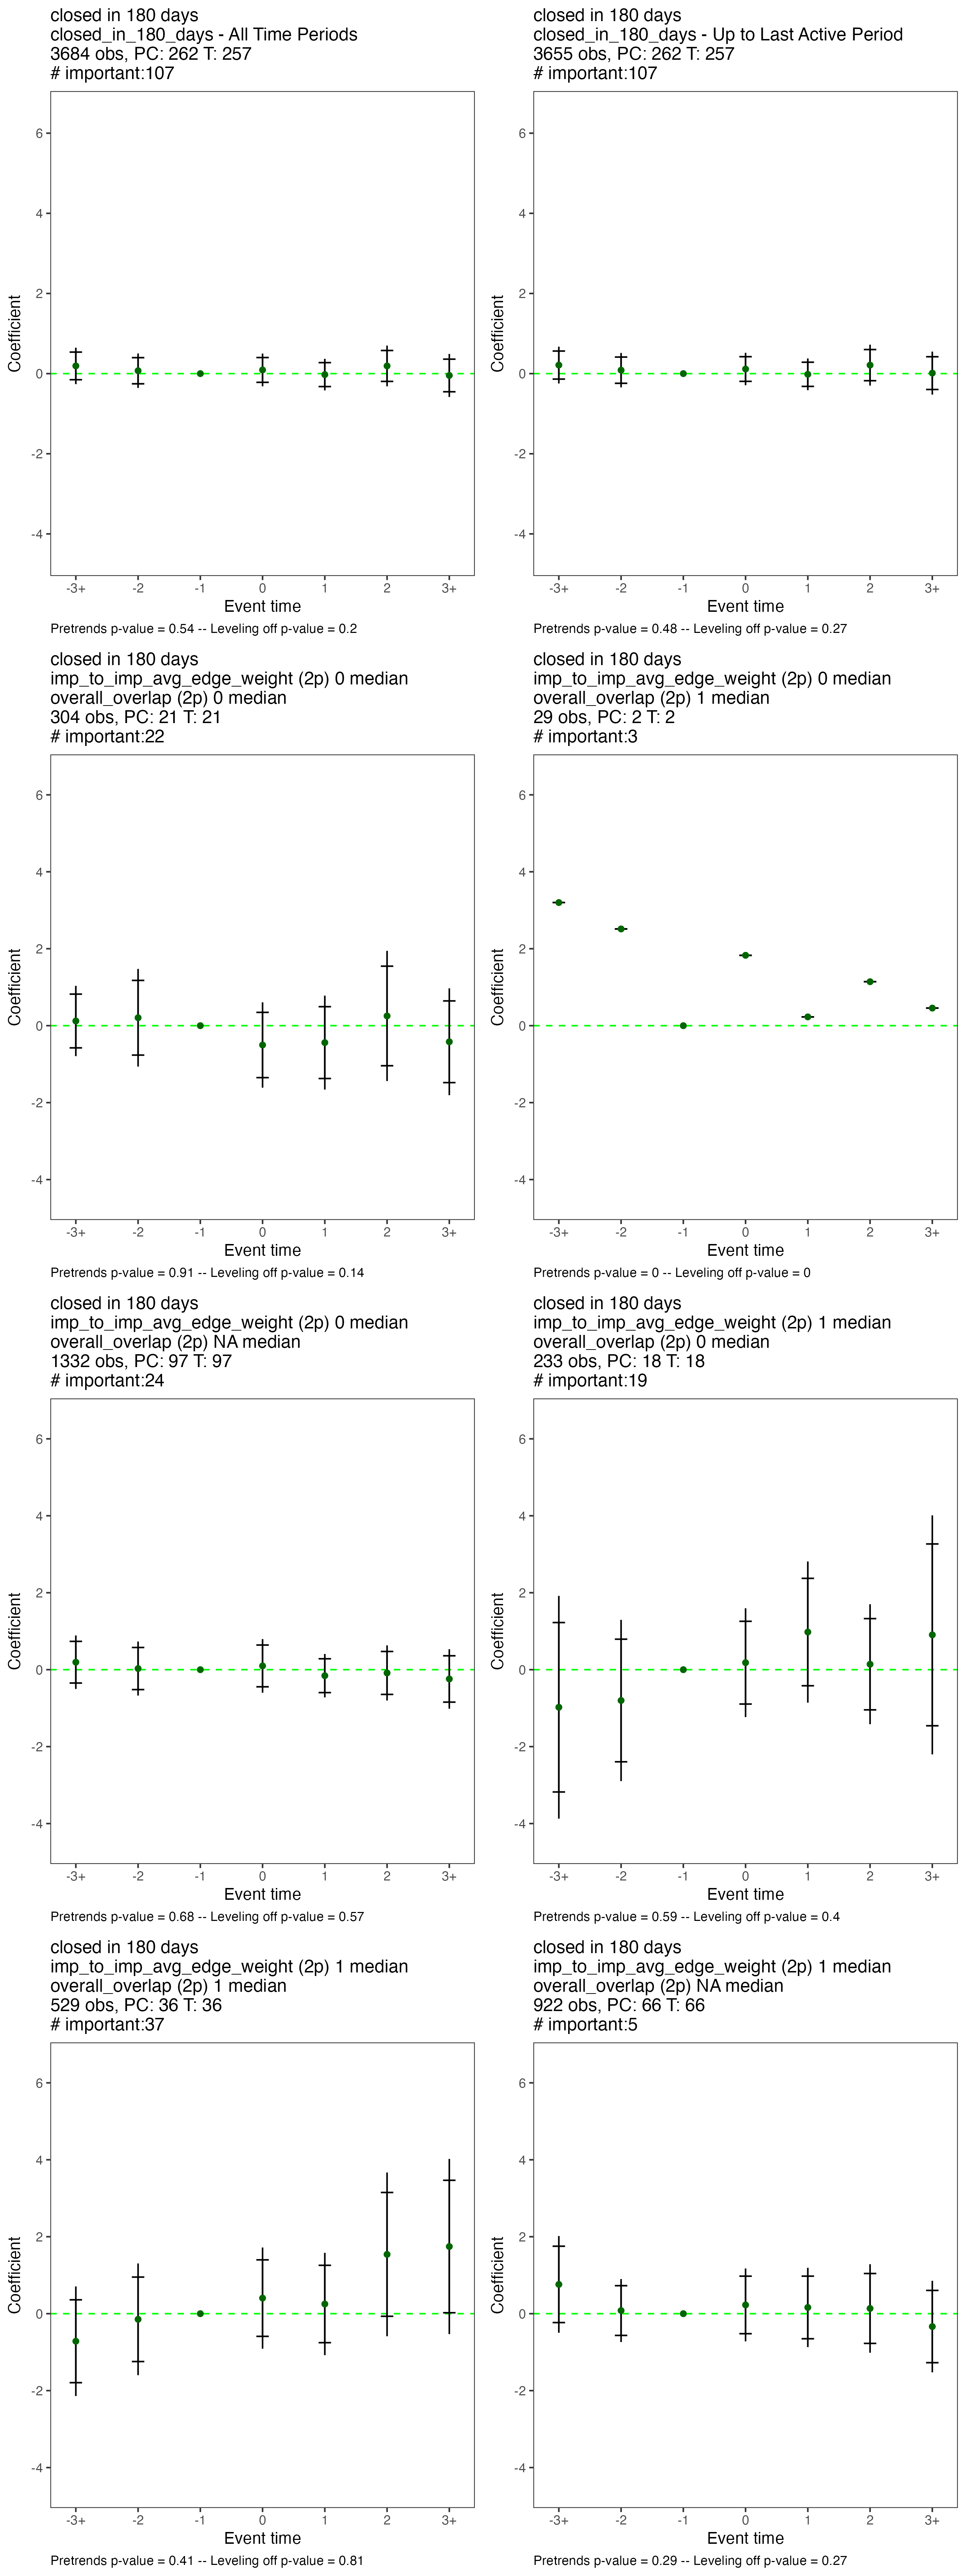 closed in 180 days
closed_in_180_days - All Time Periods
3684 obs, PC: 262 T: 257
# important:107
Coefficient
6
4
2
0
-2
-4
-3+ -2 -1 0 1 2 3+
Event time
Pretrends p-value = 0.54 -- Leveling off p-value = 0.2
closed in 180 days
closed_in_180_days - Up to Last Active Period
3655 obs, PC: 262 T: 257
# important:107
Coefficient
6
4
2
0
-2
-4
-3+ -2 -1 0 1 2 3+
Event time
Pretrends p-value = 0.48 -- Leveling off p-value = 0.27
closed in 180 days
imp_to_imp_avg_edge_weight (2p) 0 median
overall_overlap (2p) 0 median
304 obs, PC: 21 T: 21
# important:22
Coefficient
6
4
2
0
-2
-4
-3+ -2 -1 0 1 2 3+
Event time
Pretrends p-value = 0.91 -- Leveling off p-value = 0.14
closed in 180 days
imp_to_imp_avg_edge_weight (2p) 0 median
overall_overlap (2p) 1 median
29 obs, PC: 2 T: 2
# important:3
Coefficient
6
4
2
0
-2
-4
-3+ -2 -1 0 1 2 3+
Event time
Pretrends p-value = 0 -- Leveling off p-value = 0
closed in 180 days
imp_to_imp_avg_edge_weight (2p) 0 median
overall_overlap (2p) NA median
1332 obs, PC: 97 T: 97
# important:24
Coefficient
6
4
2
0
-2
-4
-3+ -2 -1 0 1 2 3+
Event time
Pretrends p-value = 0.68 -- Leveling off p-value = 0.57
closed in 180 days
imp_to_imp_avg_edge_weight (2p) 1 median
overall_overlap (2p) 0 median
233 obs, PC: 18 T: 18
# important:19
Coefficient
6
4
2
0
-2
-4
-3+ -2 -1 0 1 2 3+
Event time
Pretrends p-value = 0.59 -- Leveling off p-value = 0.4
closed in 180 days
imp_to_imp_avg_edge_weight (2p) 1 median
overall_overlap (2p) 1 median
529 obs, PC: 36 T: 36
# important:37
Coefficient
6
4
2
0
-2
-4
-3+ -2 -1 0 1 2 3+
Event time
Pretrends p-value = 0.41 -- Leveling off p-value = 0.81
closed in 180 days
imp_to_imp_avg_edge_weight (2p) 1 median
overall_overlap (2p) NA median
922 obs, PC: 66 T: 66
# important:5
Coefficient
6
4
2
0
-2
-4
-3+ -2 -1 0 1 2 3+
Event time
Pretrends p-value = 0.29 -- Leveling off p-value = 0.27